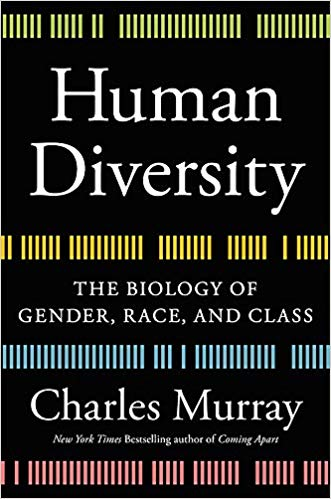 Human
Diversity
THE BIOLOGY OF
GENDER, RACE, AND CLASS
Charles Murray
New York Times Bestselling author of Coming Apart